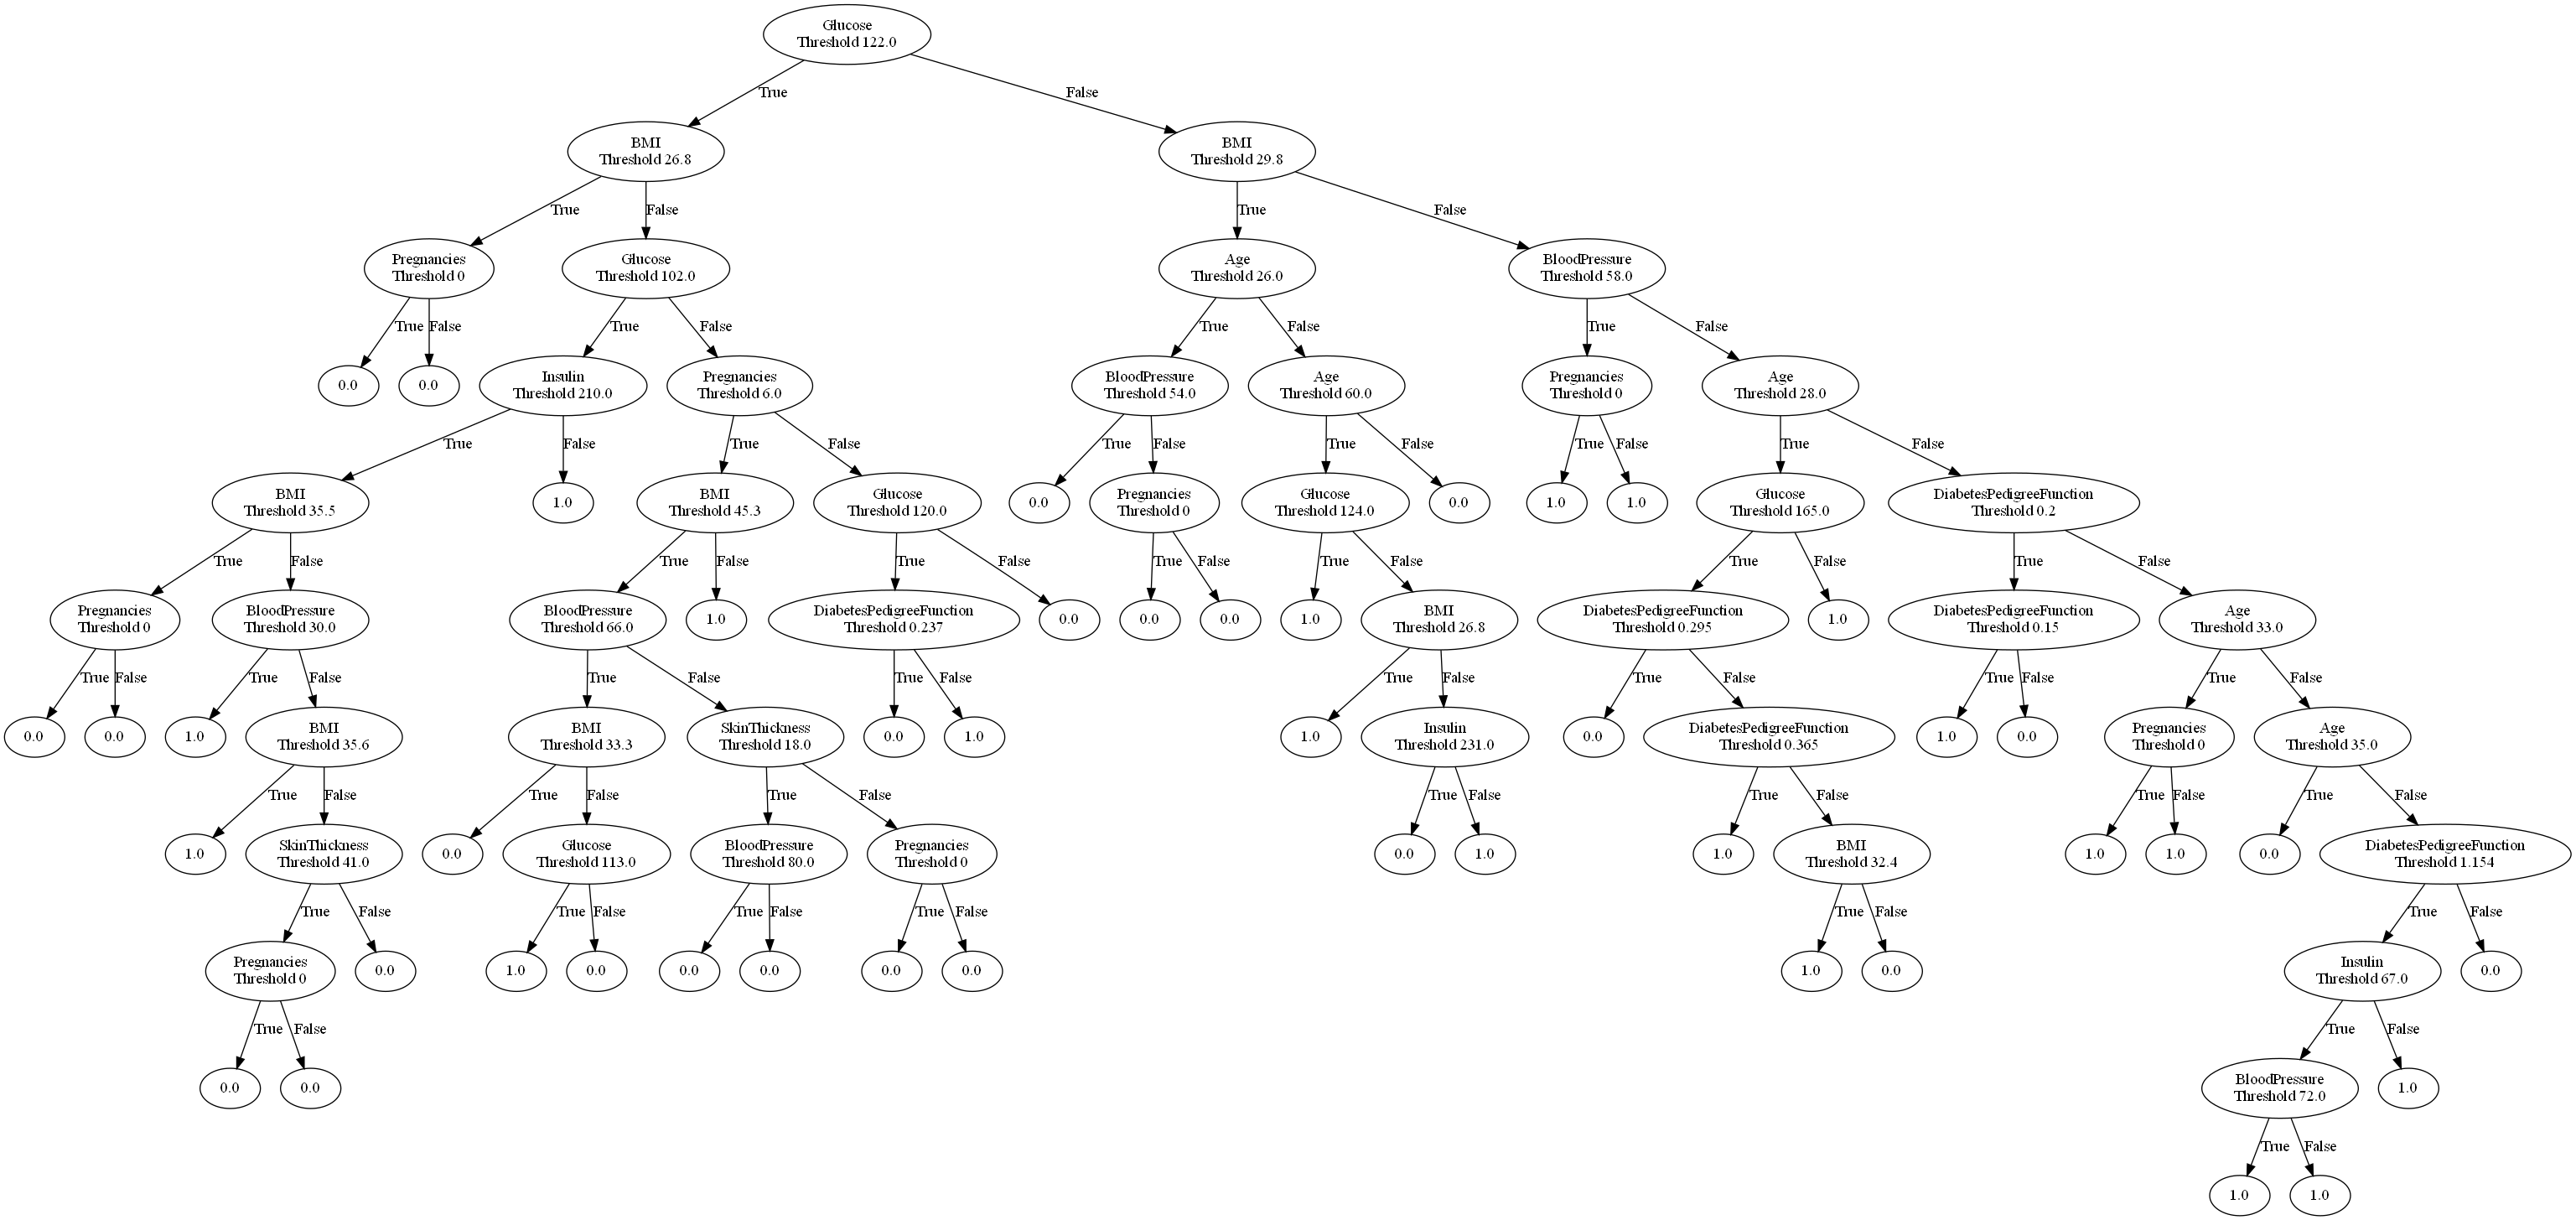 Glucose
Threshold 122.0
True
False
BMI
Threshold 26.8
BMI
Threshold 29.8
True
False
True
False
Pregnancies
Threshold 0
Glucose
Threshold 102.0
Age
Threshold 26.0
BloodPressure
Threshold 58.0
True
False
True
False
True
False
True
False
0.0
0.0
Insulin
Threshold 210.0
Pregnancies
Threshold 6.0
BloodPressure
Threshold 54.0
Age
Threshold 60.0
Pregnancies
Threshold 0
Age
Threshold 28.0
True
False
True
False
True
False
True
False
True
False
True
False
BMI
Threshold 35.5
1.0
BMI
Threshold 45.3
Glucose
Threshold 120.0
0.0
Pregnancies
Threshold 0
Glucose
Threshold 124.0
0.0
1.0
1.0
Glucose
Threshold 165.0
DiabetesPedigreeFunction
Threshold 0.2
True
False
True
False
True
False
True
False
True
False
True
False
True
False
Pregnancies
Threshold 0
BloodPressure
Threshold 30.0
BloodPressure
Threshold 66.0
1.0
DiabetesPedigreeFunction
Threshold 0.237
0.0
0.0
0.0
1.0
BMI
Threshold 26.8
DiabetesPedigreeFunction
Threshold 0.295
1.0
DiabetesPedigreeFunction
Threshold 0.15
Age
Threshold 33.0
True
False
True
False
True
False
True
False
True
False
True
False
True
False
True
False
0.0
0.0
1.0
BMI
Threshold 35.6
BMI
Threshold 33.3
SkinThickness
Threshold 18.0
0.0
1.0
1.0
Insulin
Threshold 231.0
0.0
DiabetesPedigreeFunction
Threshold 0.365
1.0
0.0
Pregnancies
Threshold 0
Age
Threshold 35.0
True
False
True
False
True
False
True
False
True
False
True
False
True
False
1.0
SkinThickness
Threshold 41.0
0.0
Glucose
Threshold 113.0
BloodPressure
Threshold 80.0
Pregnancies
Threshold 0
0.0
1.0
1.0
BMI
Threshold 32.4
1.0
1.0
0.0
DiabetesPedigreeFunction
Threshold 1.154
True
False
True
False
True
False
True
False
True
False
True
False
Pregnancies
Threshold 0
0.0
1.0
0.0
0.0
0.0
0.0
0.0
1.0
0.0
Insulin
Threshold 67.0
0.0
True
False
True
False
0.0
0.0
BloodPressure
Threshold 72.0
1.0
True
False
1.0
1.0